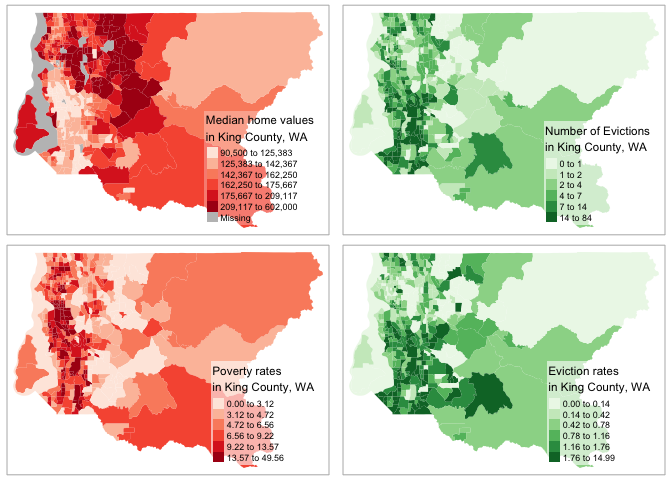 Median home values
in King County, WA
90,500 to 125,383
125,383 to 142,367
142,367 to 162,250
162,250 to 175,667
175,667 to 209,117
209,117 to 602,000
Missing
Number of Evictions
in King County, WA
0 to 1
1 to 2
2 to 4
4 to 7
7 to 14
14 to 84
Poverty rates
in King County, WA
0.00 to 3.12
3.12 to 4.72
4.72 to 6.56
6.56 to 9.22
9.22 to 13.57
13.57 to 49.56
Eviction rates
in King County, WA
0.00 to 0.14
0.14 to 0.42
0.42 to 0.78
0.78 to 1.16
1.16 to 1.76
1.76 to 14.99